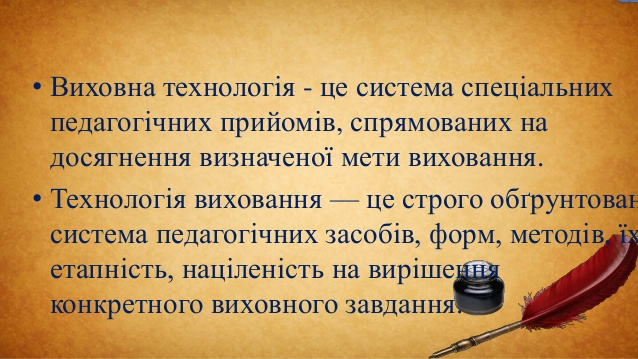 • Виховна технологія - це система спеціальних
педагогічних прийомів, спрямованих на
досягнення визначеної мети виховання.
• Технологія виховання — це строго обґрунтован
система педагогічних засобів, форм, методів, їх
етапність, націленість на вирішення
конкретного виховного завдання.